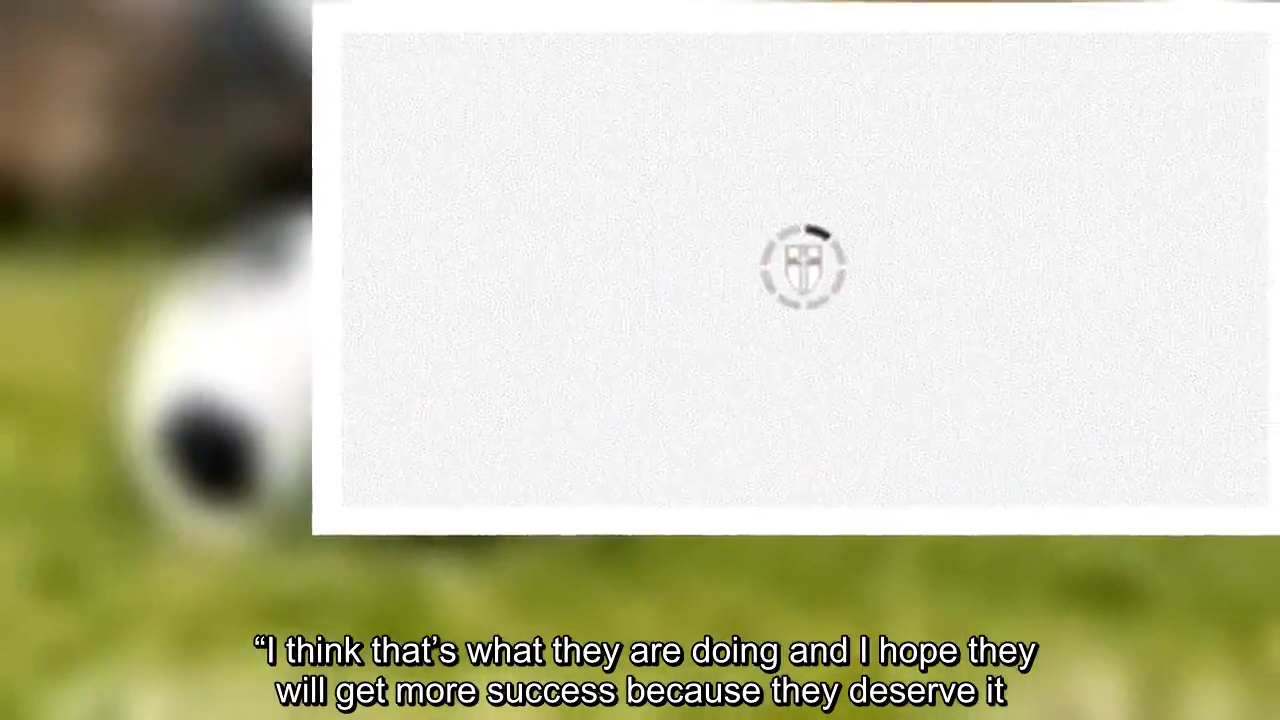 “I think that’s what they are doing and I hope they
will get more success because they deserve it